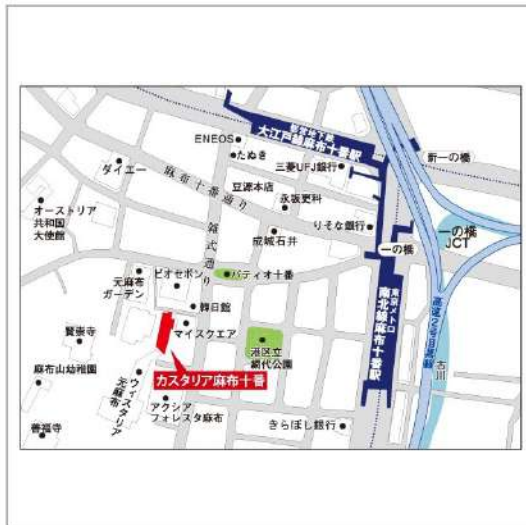 都営地下鉄
大江戸線麻布十番駅
ENEOS
たぬき
三菱UFJ銀行
新一の橋
ダイエー
麻布十番通り
豆源本店
永坂更科
オーストリア
共和国
大使館
雑式通り
成城石井
りそな銀行
一の橋
一の橋
JCT
元麻布
ガーデン
ピオセボン
パティオ十番
東京メトロ
南北線麻布十番駅
高速2号目黒線
韓日館
賢崇寺
マイスクエア
港区立
網代公園
古川
麻布山幼稚園
カスタリア麻布十番
ウィスタリア
元麻布
アクシア
フォレスタ麻布
善福寺
きらぼし銀行